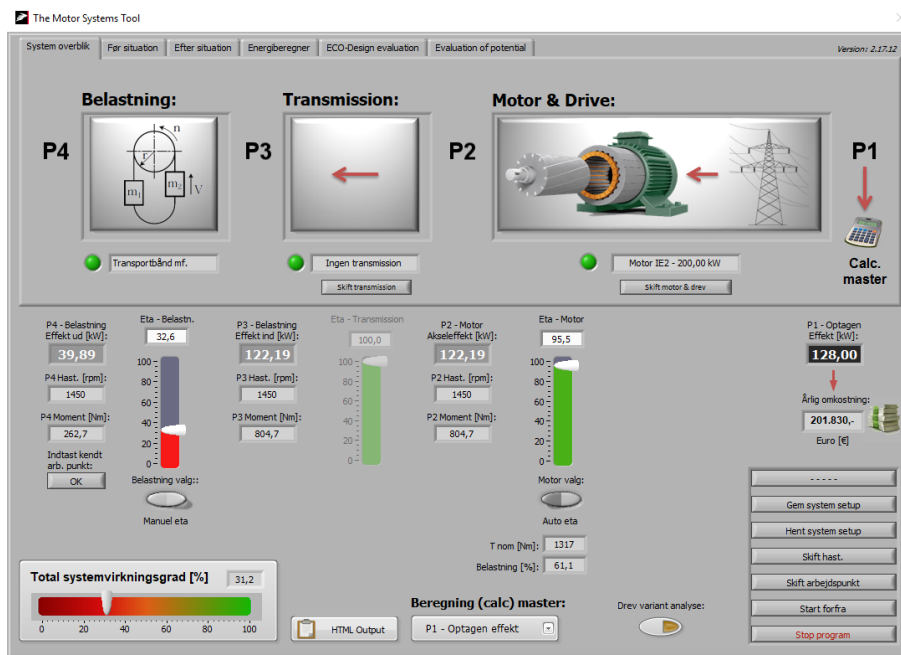 The Motor Systems Tool
System overblik
Før situation
Efter situation
Energiberegner
ECO-Design evaluation
Evaluation of potential
Version: 2.17.12
Belastning:
Transmission:
Motor & Drive:
P4
P3
P2
P1
n
r
m1
m2
V
Transportbånd mf.
Ingen transmission
Motor IE2 - 200,00 kW
Calc.
master
Skift transmission
Skift motor & drev
P4 - Belastning
Effekt ud [kW]:
39,89
P4 Hast. [rpm]:
1450
P4 Moment [Nm]:
262,7
Indtast kendt
arb. punkt:
OK
Eta - Belastn.
32,6
100
80
60
40
20
0
Belastning valg::
Manuel eta
P3 - Belastning
Effekt ind [kW]:
122,19
P3 Hast. [rpm]:
1450
P3 Moment [Nm]:
804,7
Eta - Transmission
100,0
100
80
60
40
20
0
P2 - Motor
Akseleffekt [kW]:
122,19
P2 Hast. [rpm]:
1450
P2 Moment [Nm]:
804,7
Eta - Motor
95,5
100
80
60
40
20
0
Motor valg:
Auto eta
T nom [Nm]: 1317
Belastning [%]: 61,1
P1 - Optagen
Effekt [kW]:
128,00
Årlig omkostning:
201.830,-
Euro [€]
- - - - -
Gem system setup
Hent system setup
Skift hast.
Skift arbejdspunkt
Start forfra
Stop program
Total systemvirkningsgrad [%] 31,2
0 20 40 60 80 100
HTML Output
Beregning (calc) master:
P1 - Optagen effekt
Drev variant analyse: